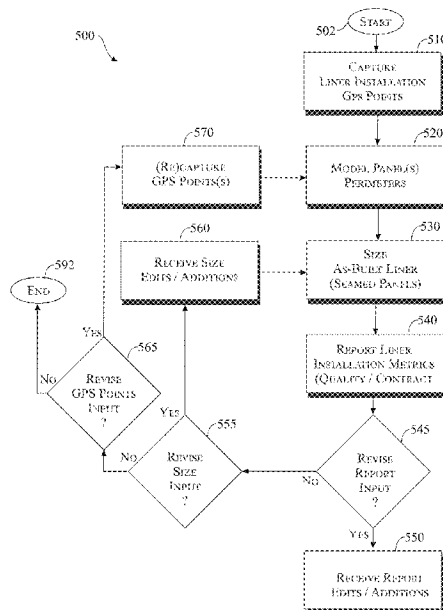 500
502
START
510
CAPTURE
LINER INSTALLATION
GPS POINTS
570
(RE)CAPTURE
GPS POINTS(S)
520
MODEL PANEL(S)
PERIMETERS
560
RECEIVE SIZE
EDITS / ADDITIONS
530
SIZE
AS-BUILT LINER
(SEAMED PANELS)
592
END
540
REPORT LINER
INSTALLATION METRICS
(QUALITY / CONTRACT
YES
565
NO
REVISE
GPS POINTS
INPUT
?
YES
555
NO
REVISE
SIZE
INPUT
?
545
NO
REVISE
REPORT
INPUT
?
YES
550
RECEIVE REPORT
EDITS / ADDITIONS